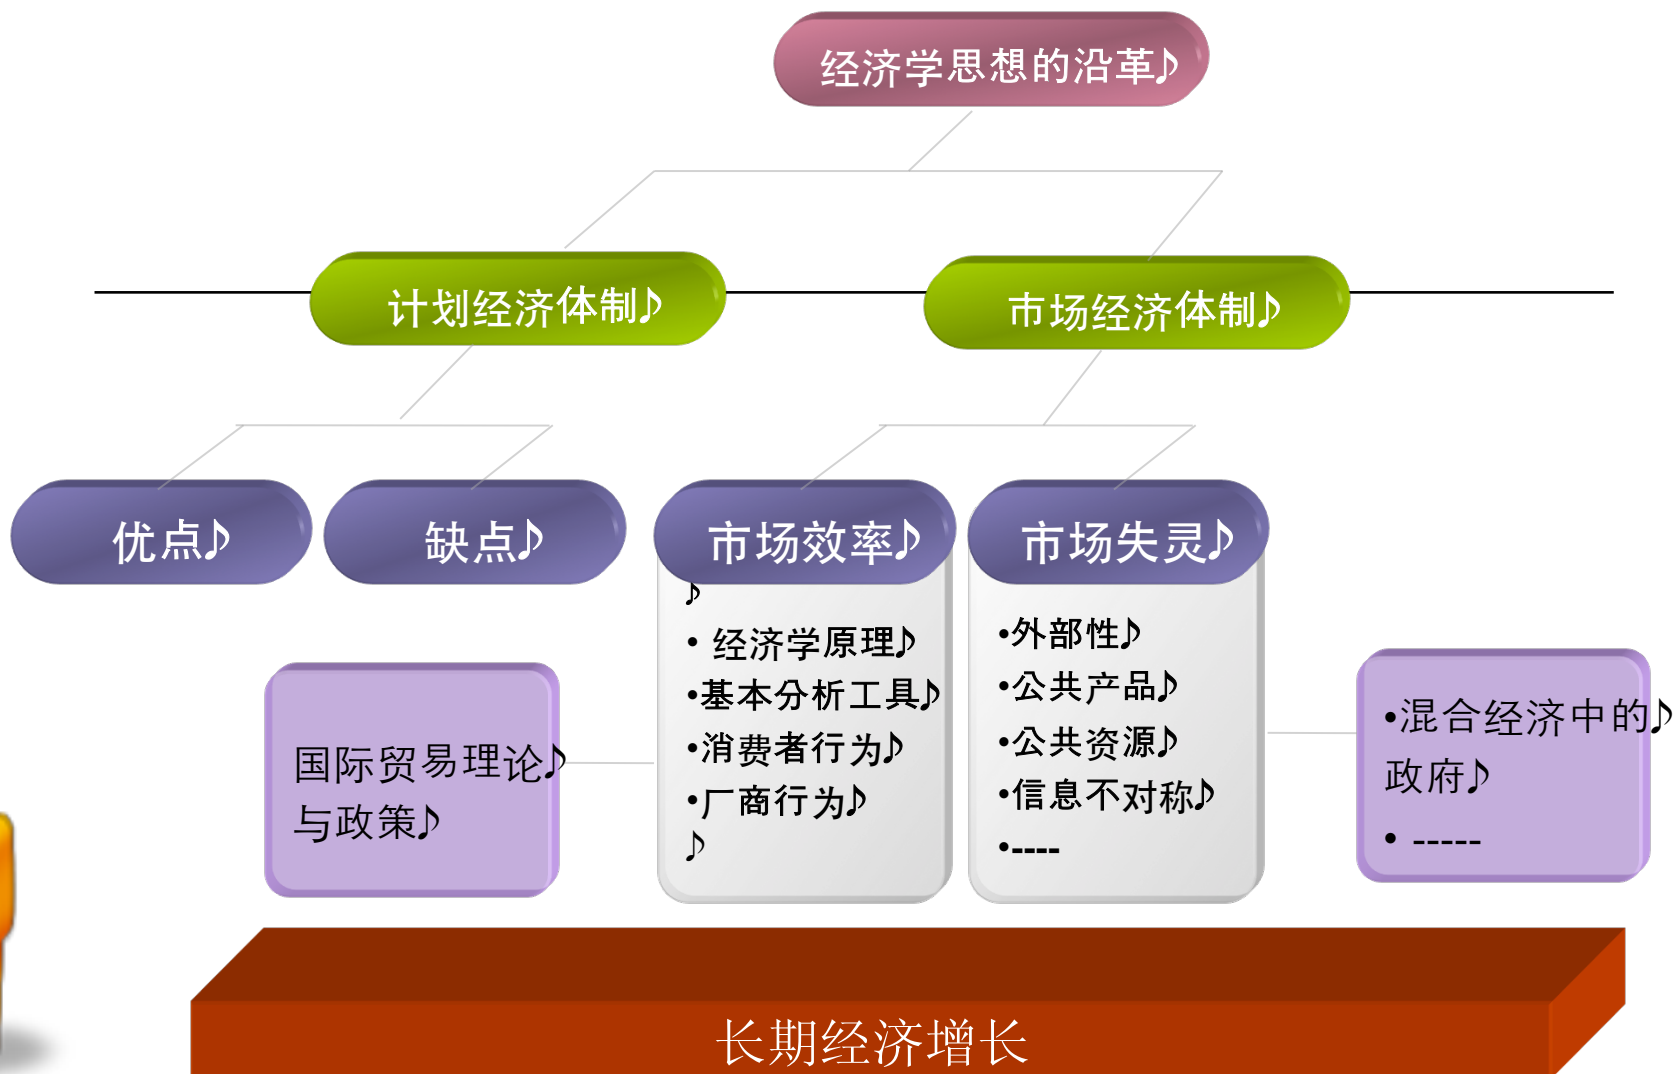 经济学思想的沿革♪
计划经济体制♪
市场经济体制♪
优点♪
缺点♪
市场效率♪
♪
• 经济学原理♪
•基本分析工具♪
•消费者行为♪
•厂商行为♪
♪
市场失灵♪
•外部性♪
•公共产品♪
•公共资源♪
•信息不对称♪
•----
国际贸易理论♪
与政策♪
•混合经济中的♪
政府♪
• -----
长期经济增长